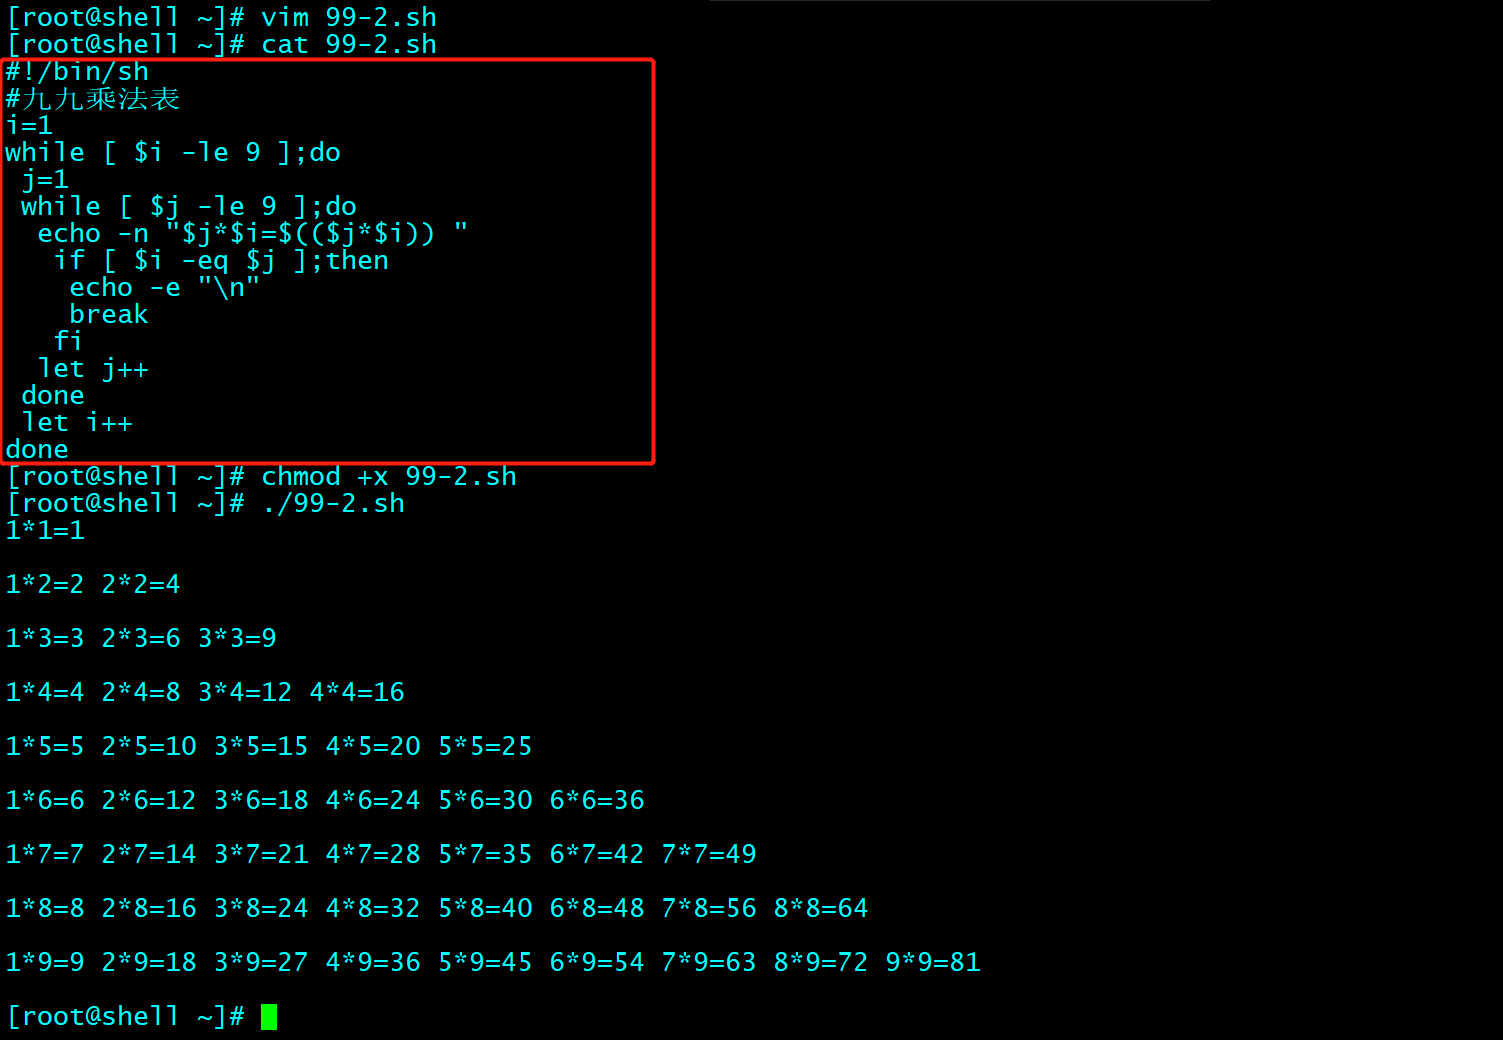 [root@shell ~]# vim 99-2.sh
[root@shell ~]# cat 99-2.sh
#!/bin/sh
#九九乘法表
i=1
while [ $i -le 9 ];do
 j=1
 while [ $j -le 9 ];do
  echo -n "$j*$i=$(($j*$i)) "
   if [ $i -eq $j ];then
    echo -e "\n"
    break
   fi
  let j++
 done
 let i++
done
[root@shell ~]# chmod +x 99-2.sh
[root@shell ~]# ./99-2.sh
1*1=1
1*2=2 2*2=4
1*3=3 2*3=6 3*3=9
1*4=4 2*4=8 3*4=12 4*4=16
1*5=5 2*5=10 3*5=15 4*5=20 5*5=25
1*6=6 2*6=12 3*6=18 4*6=24 5*6=30 6*6=36
1*7=7 2*7=14 3*7=21 4*7=28 5*7=35 6*7=42 7*7=49
1*8=8 2*8=16 3*8=24 4*8=32 5*8=40 6*8=48 7*8=56 8*8=64
1*9=9 2*9=18 3*9=27 4*9=36 5*9=45 6*9=54 7*9=63 8*9=72 9*9=81
[root@shell ~]#